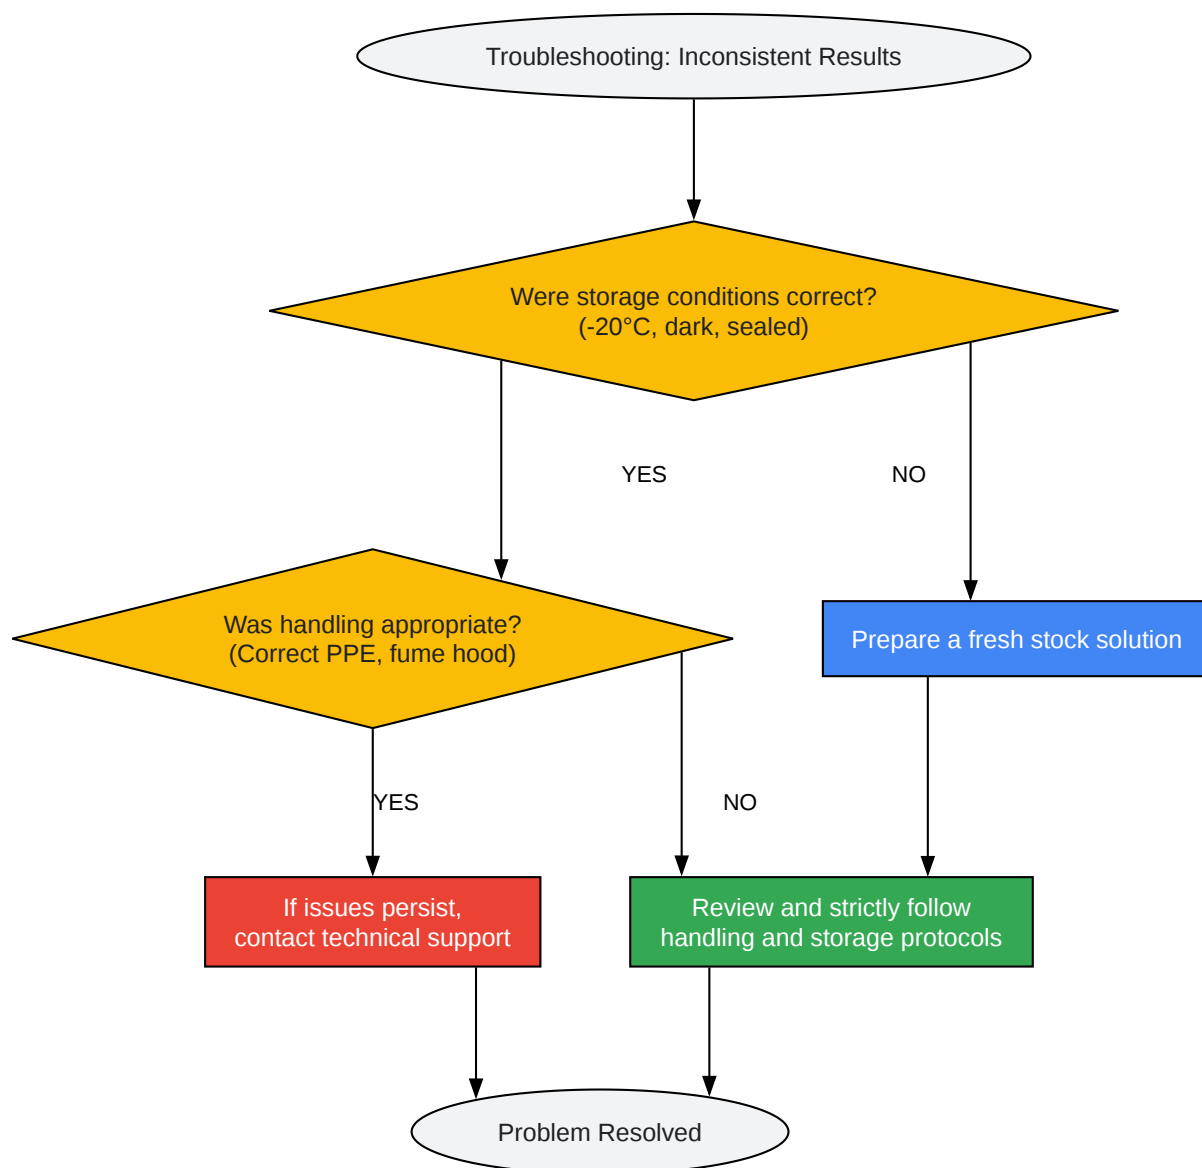 Troubleshooting: Inconsistent Results
Were storage conditions correct?
(-20°C, dark, sealed)
YES
NO
Was handling appropriate?
(Correct PPE, fume hood)
Prepare a fresh stock solution
YES
NO
If issues persist,
contact technical support
Review and strictly follow
handling and storage protocols
Problem Resolved